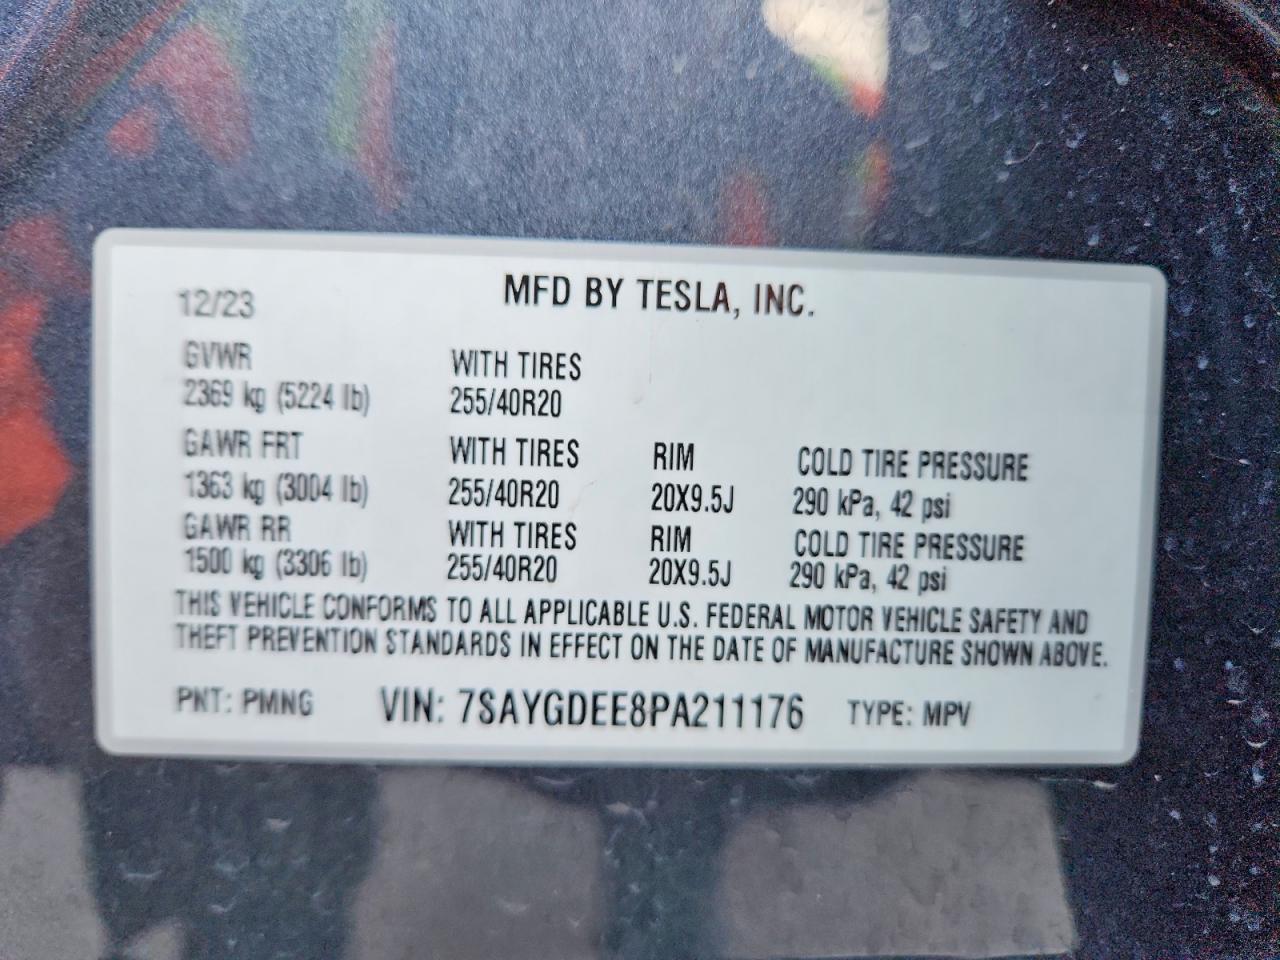 12/23 MFD BY TESLA, INC.
GVWR WITH TIRES
2369 kg (5224 lb) 255/40R20
GAWR FRT WITH TIRES RIM COLD TIRE PRESSURE
1363 kg (3004 lb) 255/40R20 20X9.5J 290 kPa, 42 psi
GAWR RR WITH TIRES RIM COLD TIRE PRESSURE
1500 kg (3306 lb) 255/40R20 20X9.5J 290 kPa, 42 psi
THIS VEHICLE CONFORMS TO ALL APPLICABLE U.S. FEDERAL MOTOR VEHICLE SAFETY AND
THEFT PREVENTION STANDARDS IN EFFECT ON THE DATE OF MANUFACTURE SHOWN ABOVE.
PNT: PMNG VIN: 7SAYGDEE8PA211176 TYPE: MPV